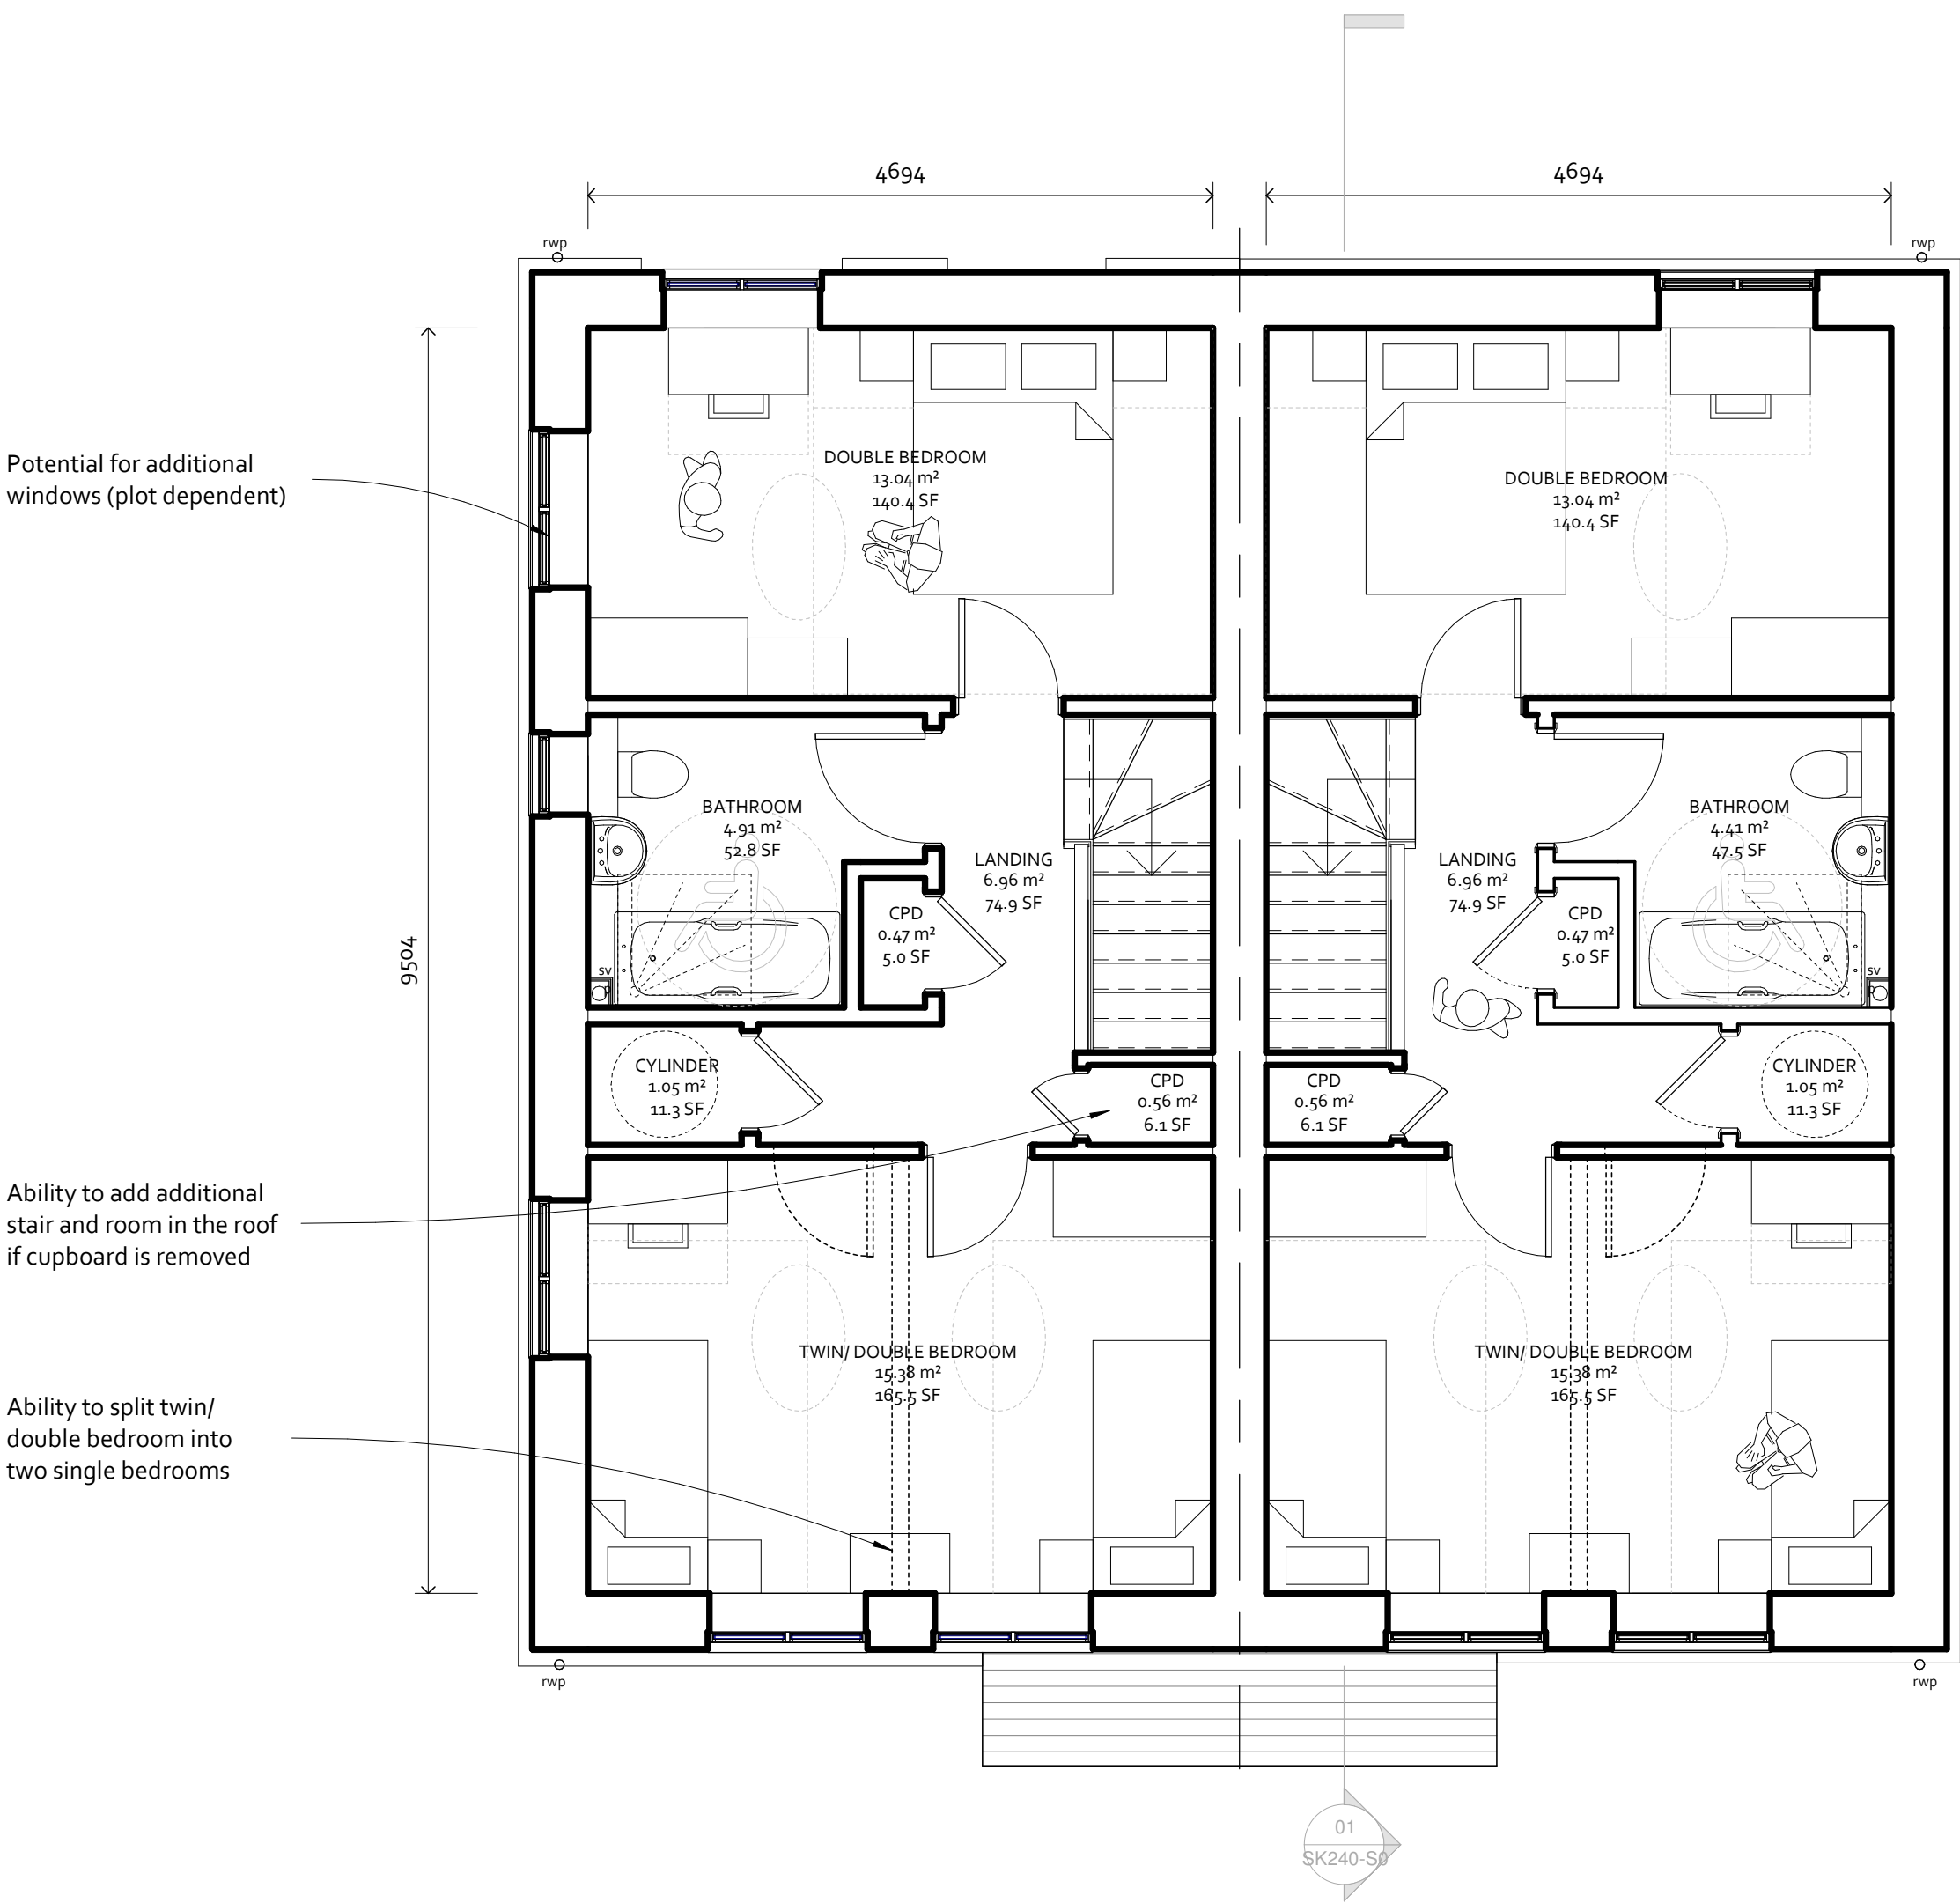 4694
4694
rwp
rwp
Potential for additional
windows (plot dependent)
DOUBLE BEDROOM
13.04 m²
140.4 SF
DOUBLE BEDROOM
13.04 m²
140.4 SF
BATHROOM
4.91 m²
52.8 SF
LANDING
6.96 m²
74.9 SF
CPD
0.47 m²
5.0 SF
LANDING
6.96 m²
74.9 SF
CPD
0.47 m²
5.0 SF
BATHROOM
4.41 m²
47.5 SF
9504
sv
sv
CYLINDER
1.05 m²
11.3 SF
CPD
0.56 m²
6.1 SF
CPD
0.56 m²
6.1 SF
CYLINDER
1.05 m²
11.3 SF
Ability to add additional
stair and room in the roof
if cupboard is removed
TWIN/ DOUBLE BEDROOM
15.38 m²
165.5 SF
TWIN/ DOUBLE BEDROOM
15.38 m²
165.5 SF
Ability to split twin/
double bedroom into
two single bedrooms
rwp
rwp
01
SK240-S0